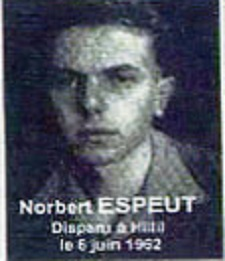 Norbert ESPEUT
Disparu à
le 6 juin 1962